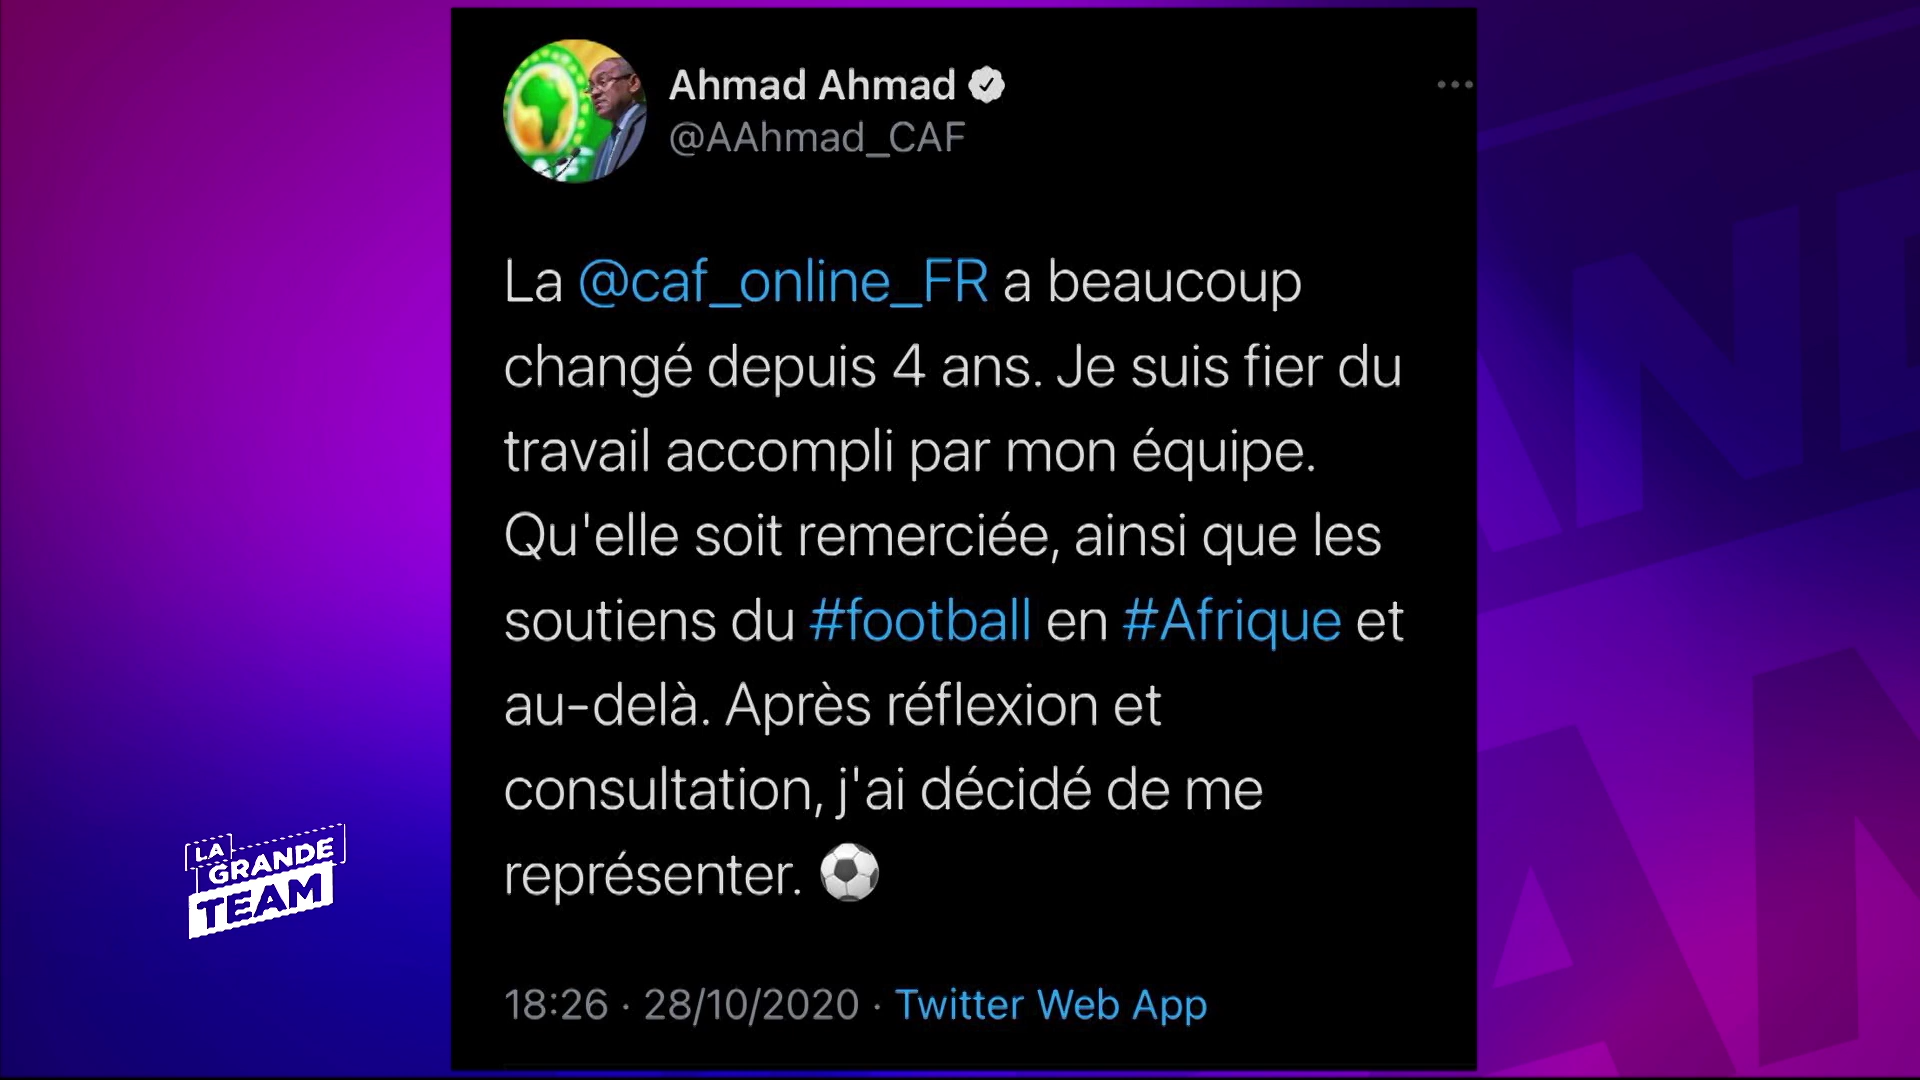 Ahmad Ahmad
@AAhmad_CAF
La @caf_online_FR a beaucoup
changé depuis 4 ans. Je suis fier du
travail accompli par mon équipe.
Qu'elle soit remerciée, ainsi que les
soutiens du #football en #Afrique et
au-delà. Après réflexion et
consultation, j'ai décidé de me
représenter. ⚽
18:26 · 28/10/2020 · Twitter Web App
LA
GRANDE
TEAM